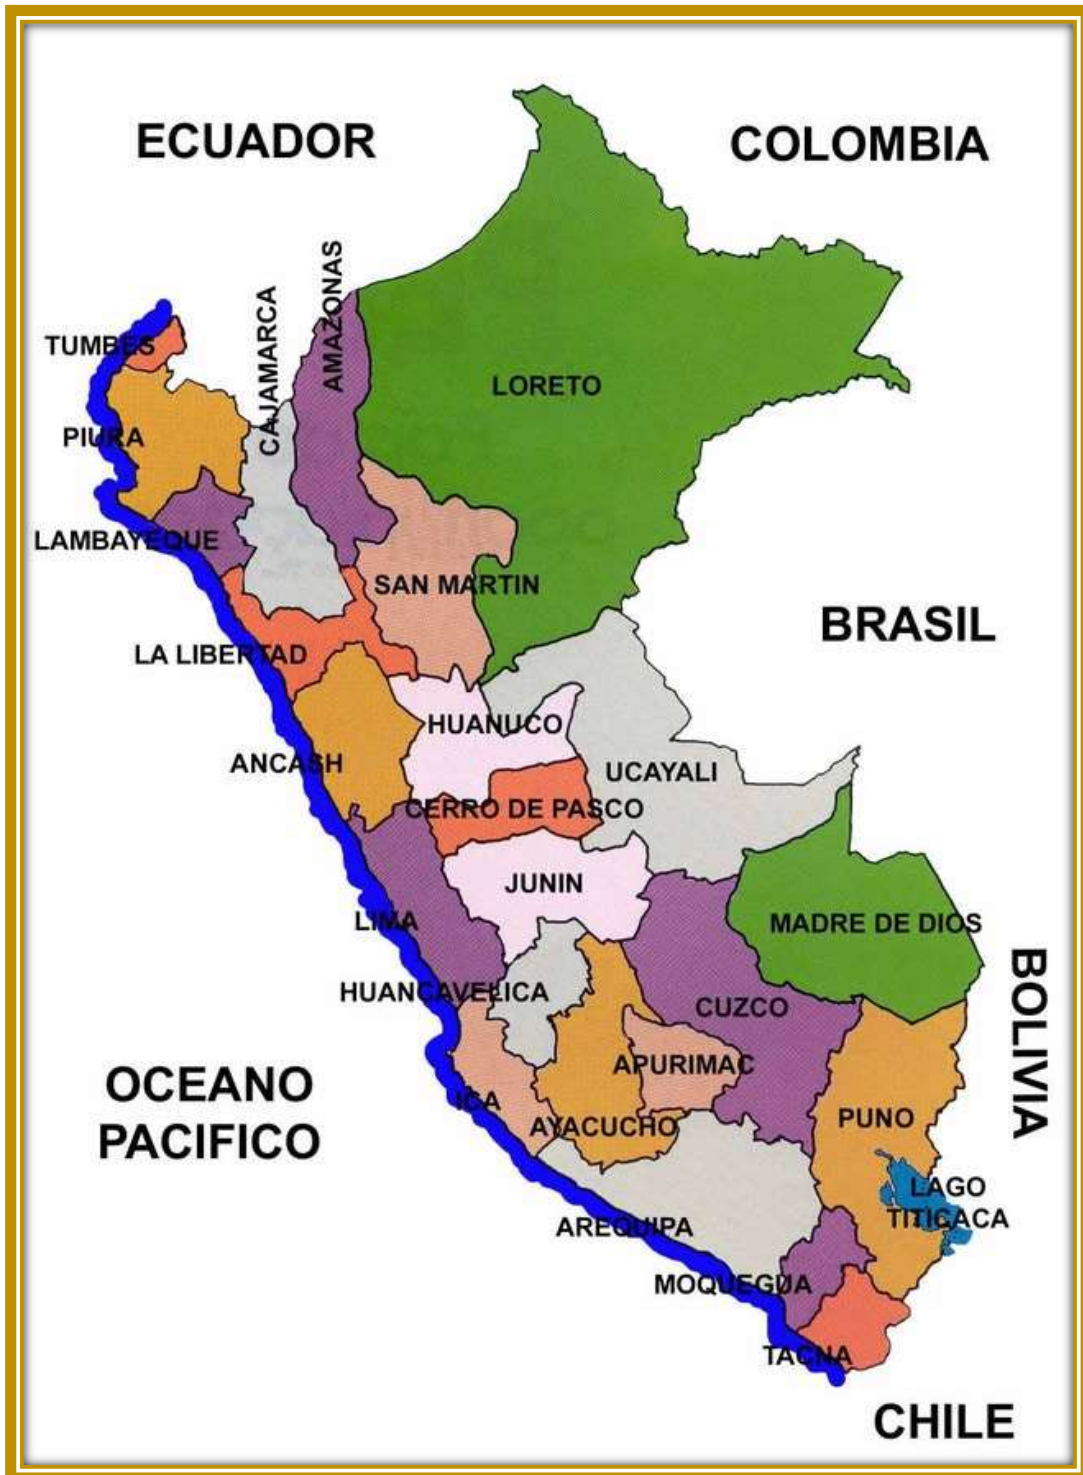 ECUADOR
COLOMBIA
AMAZONAS
CAJAMARCA
TUMBES
LORETO
PIURA
LAMBAYEQUE
SAN MARTIN
BRASIL
LA LIBERTAD
HUANUCO
ANCASH
UCAYALI
CERRO DE PASCO
JUNIN
LIMA
MADRE DE DIOS
HUANCAVELICA
CUZCO
BOLIVIA
APURIMAC
OCEANO
PACIFICO
ICA
AYACUCHO
PUNO
LAGO
TITICACA
AREQUIPA
MOQUEGUA
TACNA
CHILE